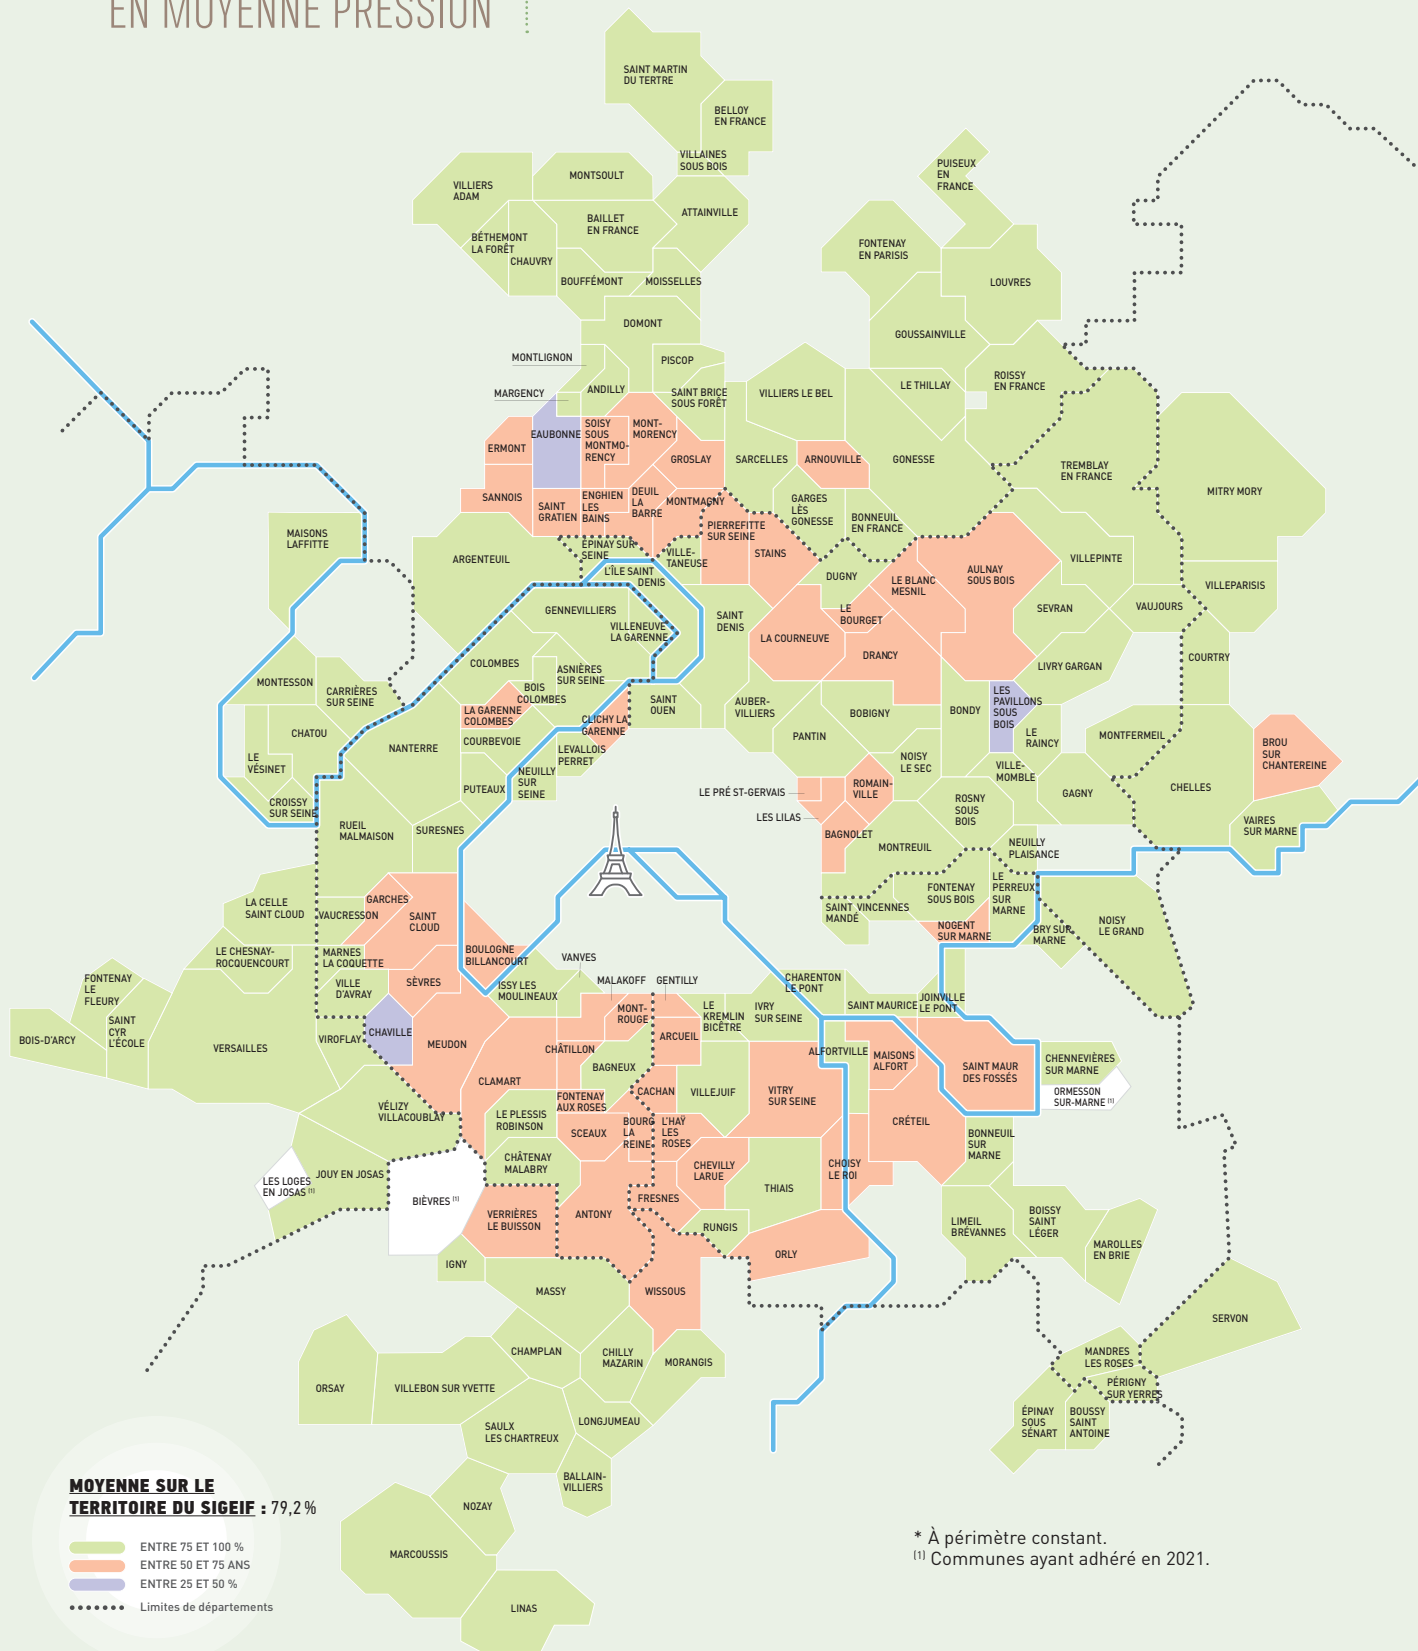 EN MOYENNE PRESSION
SAINT MARTIN
DU TERTRE
BELLOY
EN FRANCE
VILLAINES
SOUS BOIS
PUISEUX
EN
FRANCE
MONTSOULT
VILLIERS
ADAM
ATTAINVILLE
BAILLET
EN FRANCE
BÉTHEMONT
LA FORÊT
CHAUVRY
FONTENAY
EN PARISIS
BOUFFÉMONT
MOISSELLES
LOUVRES
DOMONT
GOUSSAINVILLE
MONTLIGNON
PISCOP
MARGENCY
ANDILLY
SAINT BRICE
SOUS FORÊT
VILLIERS LE BEL
LE THILLAY
ROISSY
EN FRANCE
EAUBONNE
SOISY
SOUS
MONTMO-
RENCY
MONT-
MORENCY
ERMONT
GROSLAY
SARCELLES
ARNOUVILLE
GONESSE
TREMBLAY
EN FRANCE
MITRY MORY
SANNOIS
SAINT
GRATIEN
ENGHIEN
LES
BAINS
DEUIL
LA
BARRE
MONTMAGNY
GARGES
LÈS
GONESSE
BONNEUIL
EN FRANCE
PIERREFITTE
SUR SEINE
STAINS
MAISONS
LAFFITTE
ARGENTEUIL
ÉPINAY SUR
SEINE
VILLE-
TANEUSE
L'ÎLE SAINT
DENIS
DUGNY
LE BLANC
MESNIL
AULNAY
SOUS BOIS
VILLEPINTE
VILLEPARISIS
GENNEVILLIERS
VILLENEUVE
LA GARENNE
SAINT
DENIS
LE
BOURGET
LA COURNEUVE
DRANCY
SEVRAN
VAUJOURS
COURTRY
COLOMBES
ASNIÈRES
SUR SEINE
BOIS
COLOMBES
LIVRY GARGAN
MONTESSON
CARRIÈRES
SUR SEINE
LA GARENNE
COLOMBES
CLICHY LA
GARENNE
SAINT
OUEN
AUBER-
VILLIERS
BOBIGNY
BONDY
LES
PAVILLONS
SOUS
BOIS
CHATOU
NANTERRE
COURBEVOIE
LEVALLOIS
PERRET
PANTIN
LE
RAINCY
MONTFERMEIL
BROU
SUR
CHANTEREINE
LE
VÉSINET
NEUILLY
SUR
SEINE
PUTEAUX
NOISY
LE SEC
VILLE-
MOMBLE
GAGNY
CHELLES
LE PRÉ ST-GERVAIS
ROMAIN-
VILLE
CROISSY
SUR SEINE
ROSNY
SOUS
BOIS
LES LILAS
RUEIL
MALMAISON
SURESNES
BAGNOLET
MONTREUIL
NEUILLY
PLAISANCE
VAIRES
SUR MARNE
LA CELLE
SAINT CLOUD
VAUCRESSON
GARCHES
SAINT
CLOUD
SAINT
MANDÉ
VINCENNES
FONTENAY
SOUS BOIS
LE
PERREUX
SUR
MARNE
NOGENT
SUR MARNE
BRY SUR
MARNE
NOISY
LE GRAND
LE CHESNAY-
ROCQUENCOURT
MARNES
LA COQUETTE
BOULOGNE
BILLANCOURT
VANVES
FONTENAY
LE
FLEURY
VILLE
D'AVRAY
SÈVRES
ISSY LES
MOULINEAUX
MALAKOFF
GENTILLY
CHARENTON
LE PONT
SAINT MAURICE
JOINVILLE
LE PONT
SAINT
CYR
L'ÉCOLE
BOIS-D'ARCY
VERSAILLES
VIROFLAY
CHAVILLE
MEUDON
MONT-
ROUGE
LE
KREMLIN
BICÊTRE
IVRY
SUR SEINE
ARCUEIL
CHÂTILLON
ALFORTVILLE
MAISONS
ALFORT
SAINT MAUR
DES FOSSÉS
CHENNEVIÈRES
SUR MARNE
CLAMART
BAGNEUX
CACHAN
VILLEJUIF
VITRY
SUR SEINE
ORMESSON
SUR-MARNE (1)
VÉLIZY
VILLACOUBLAY
LE PLESSIS
ROBINSON
FONTENAY
AUX ROSES
SCEAUX
BOURG
LA
REINE
L'HAŸ
LES
ROSES
CRÉTEIL
BONNEUIL
SUR
MARNE
JOUY EN JOSAS
LES LOGES
EN JOSAS (1)
BIÈVRES (1)
CHÂTENAY
MALABRY
CHEVILLY
LARUE
THIAIS
CHOISY
LE ROI
VERRIÈRES
LE BUISSON
ANTONY
FRESNES
RUNGIS
ORLY
LIMEIL
BRÉVANNES
BOISSY
SAINT
LÉGER
MAROLLES
EN BRIE
IGNY
MASSY
WISSOUS
SERVON
CHAMPLAN
CHILLY
MAZARIN
MORANGIS
MANDRES
LES ROSES
ORSAY
VILLEBON SUR YVETTE
PÉRIGNY
SUR YERRES
SAULX
LES CHARTREUX
LONGJUMEAU
ÉPINAY
SOUS
SÉNART
BOUSSY
SAINT
ANTOINE
BALLAIN-
VILLIERS
NOZAY
MARCOUSSIS
LINAS
MOYENNE SUR LE
TERRITOIRE DU SIGEIF : 79,2 %
ENTRE 75 ET 100 %
ENTRE 50 ET 75 ANS
ENTRE 25 ET 50 %
Limites de départements
* À périmètre constant.
(1) Communes ayant adhéré en 2021.